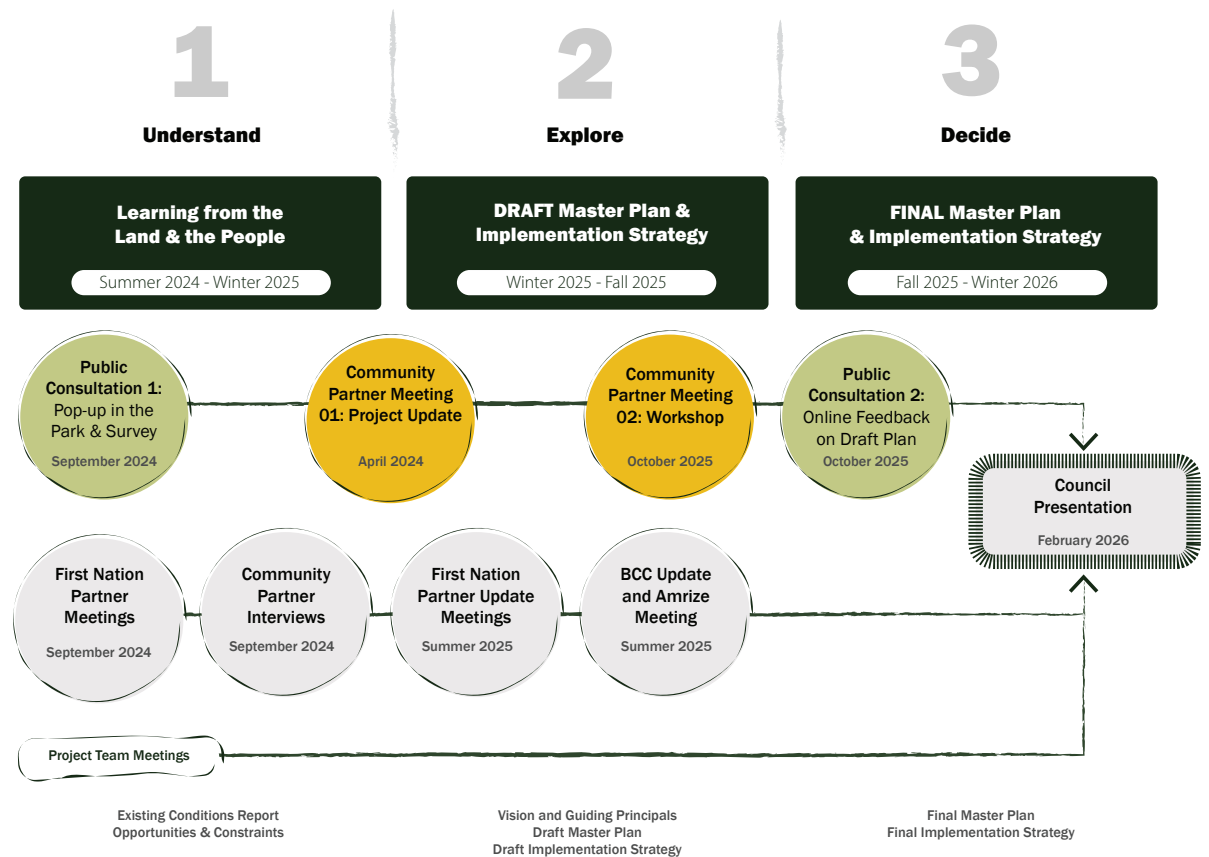 1
Understand
2
Explore
3
Decide
Learning from the
Land & the People
Summer 2024 - Winter 2025
DRAFT Master Plan &
Implementation Strategy
Winter 2025 - Fall 2025
FINAL Master Plan
& Implementation Strategy
Fall 2025 - Winter 2026
Public
Consultation 1:
Pop-up in the
Park & Survey
September 2024
Community
Partner Meeting
01: Project Update
April 2024
Community
Partner Meeting
02: Workshop
October 2025
Public
Consultation 2:
Online Feedback
on Draft Plan
October 2025
Council
Presentation
February 2026
First Nation
Partner
Meetings
September 2024
Community
Partner
Interviews
September 2024
First Nation
Partner Update
Meetings
Summer 2025
BCC Update
and Amrize
Meeting
Summer 2025
Project Team Meetings
Existing Conditions Report
Opportunities & Constraints
Vision and Guiding Principals
Draft Master Plan
Draft Implementation Strategy
Final Master Plan
Final Implementation Strategy